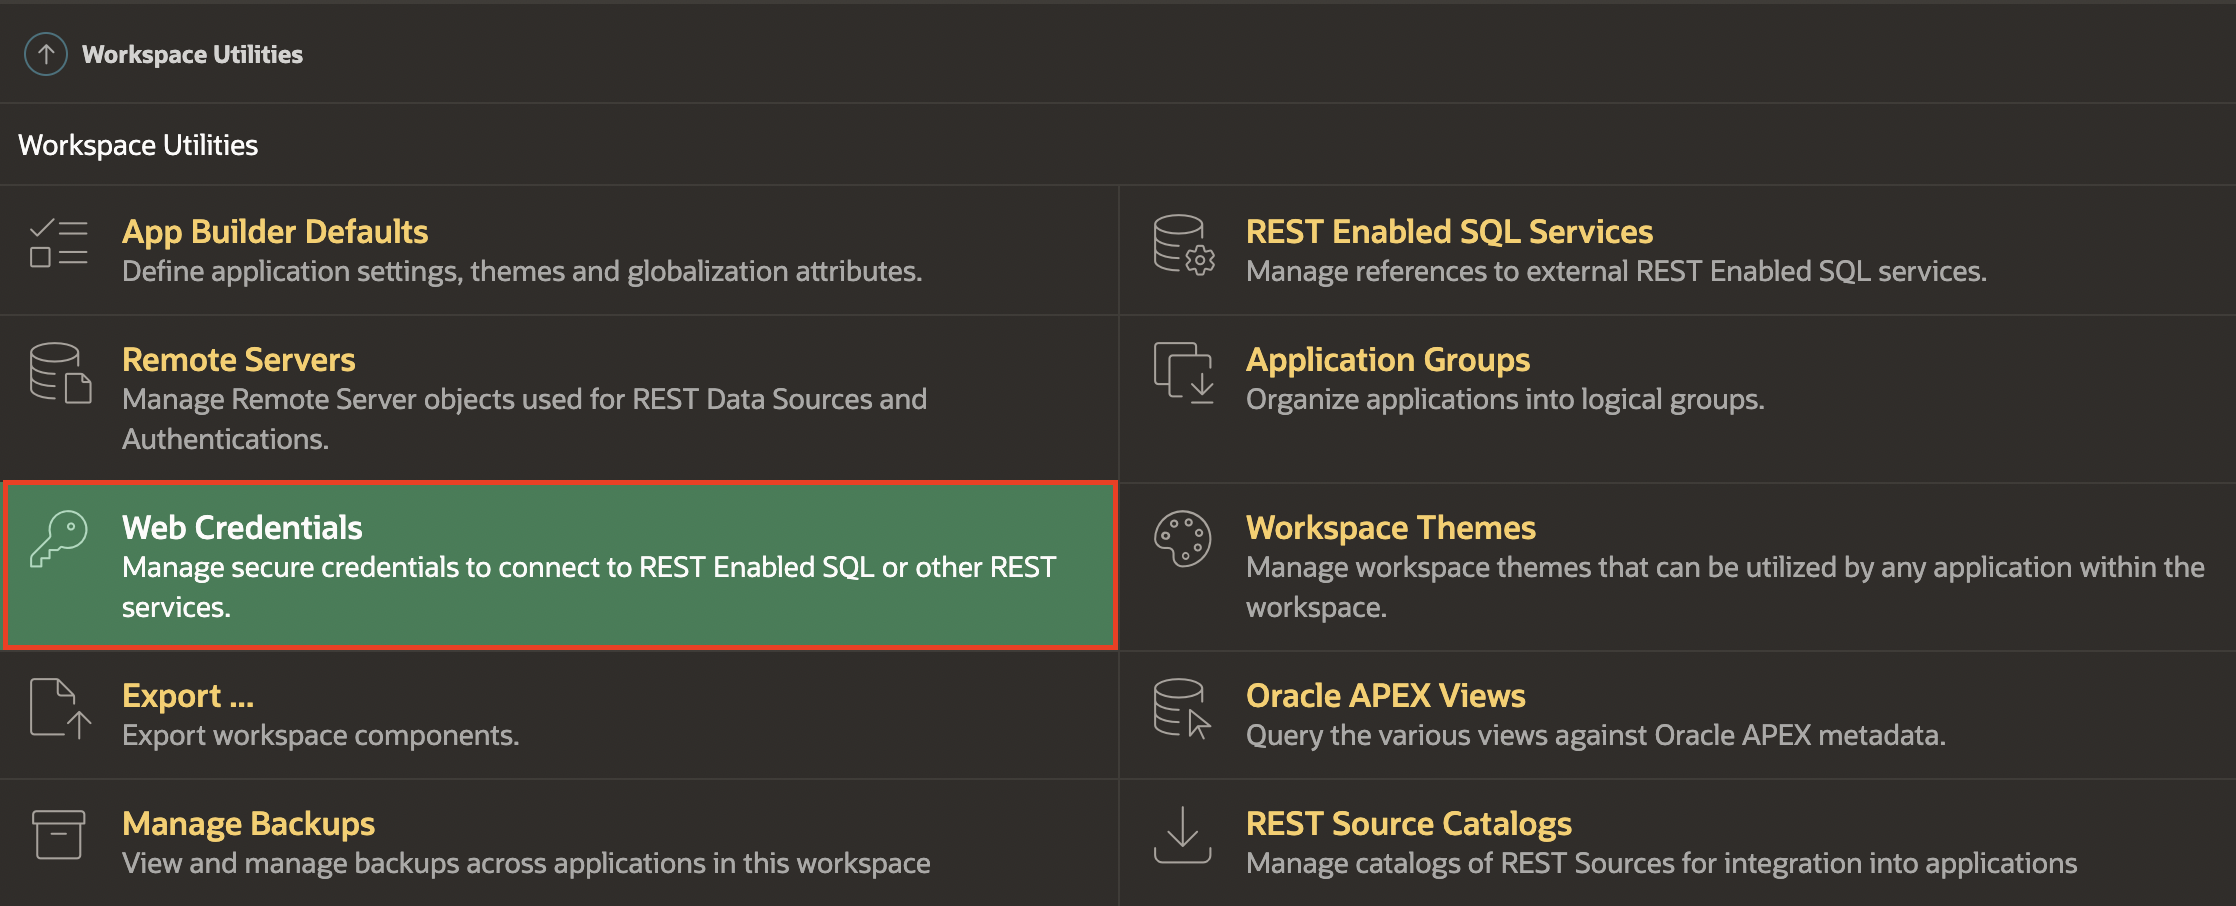 Workspace Utilities
Workspace Utilities
App Builder Defaults
Define application settings, themes and globalization attributes.
REST Enabled SQL Services
Manage references to external REST Enabled SQL services.
Remote Servers
Manage Remote Server objects used for REST Data Sources and
Authentications.
Application Groups
Organize applications into logical groups.
Web Credentials
Manage secure credentials to connect to REST Enabled SQL or other REST
services.
Workspace Themes
Manage workspace themes that can be utilized by any application within the
workspace.
Export ...
Export workspace components.
Oracle APEX Views
Query the various views against Oracle APEX metadata.
Manage Backups
View and manage backups across applications in this workspace
REST Source Catalogs
Manage catalogs of REST Sources for integration into applications